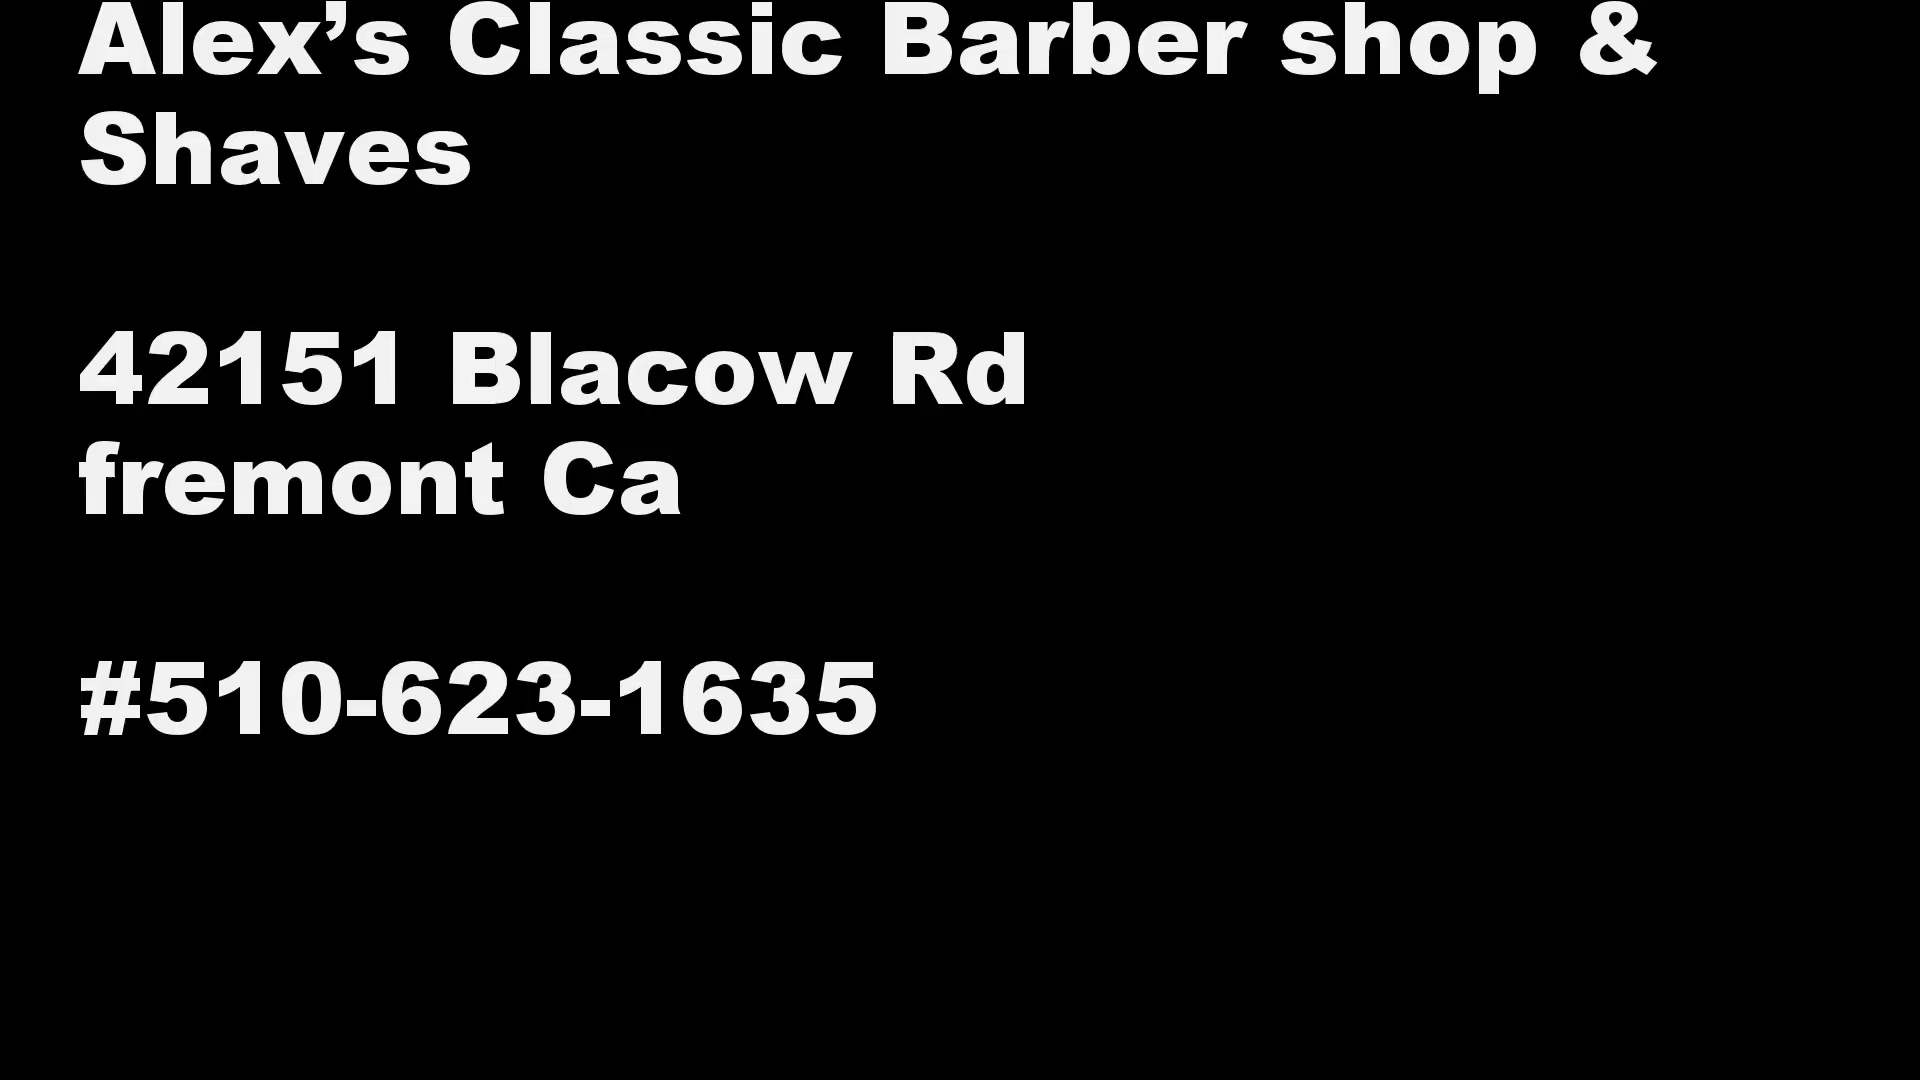 Alex’s Classic Barber shop &
Shaves
42151 Blacow Rd
fremont Ca
#510-623-1635